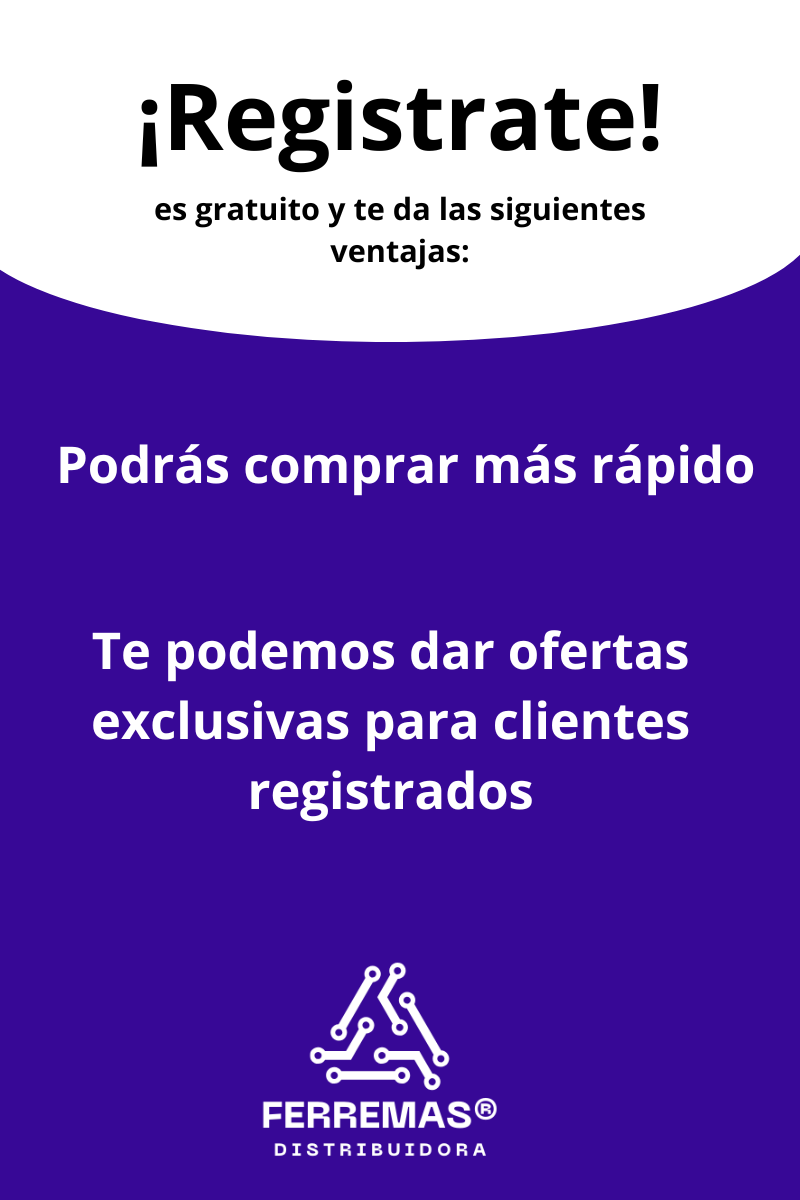 ¡Registrate!
es gratuito y te da las siguientes
ventajas:
Podrás comprar más rápido
Te podemos dar ofertas
exclusivas para clientes
registrados
FERREMAS®
DISTRIBUIDORA